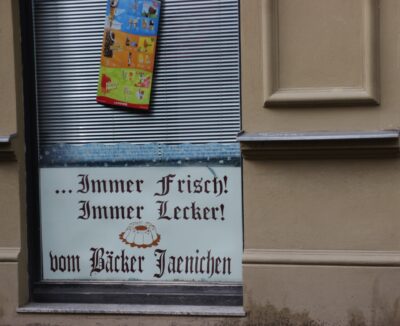 ...Immer Frisch!
Immer Lecker!
vom Bäcker Jaenichen